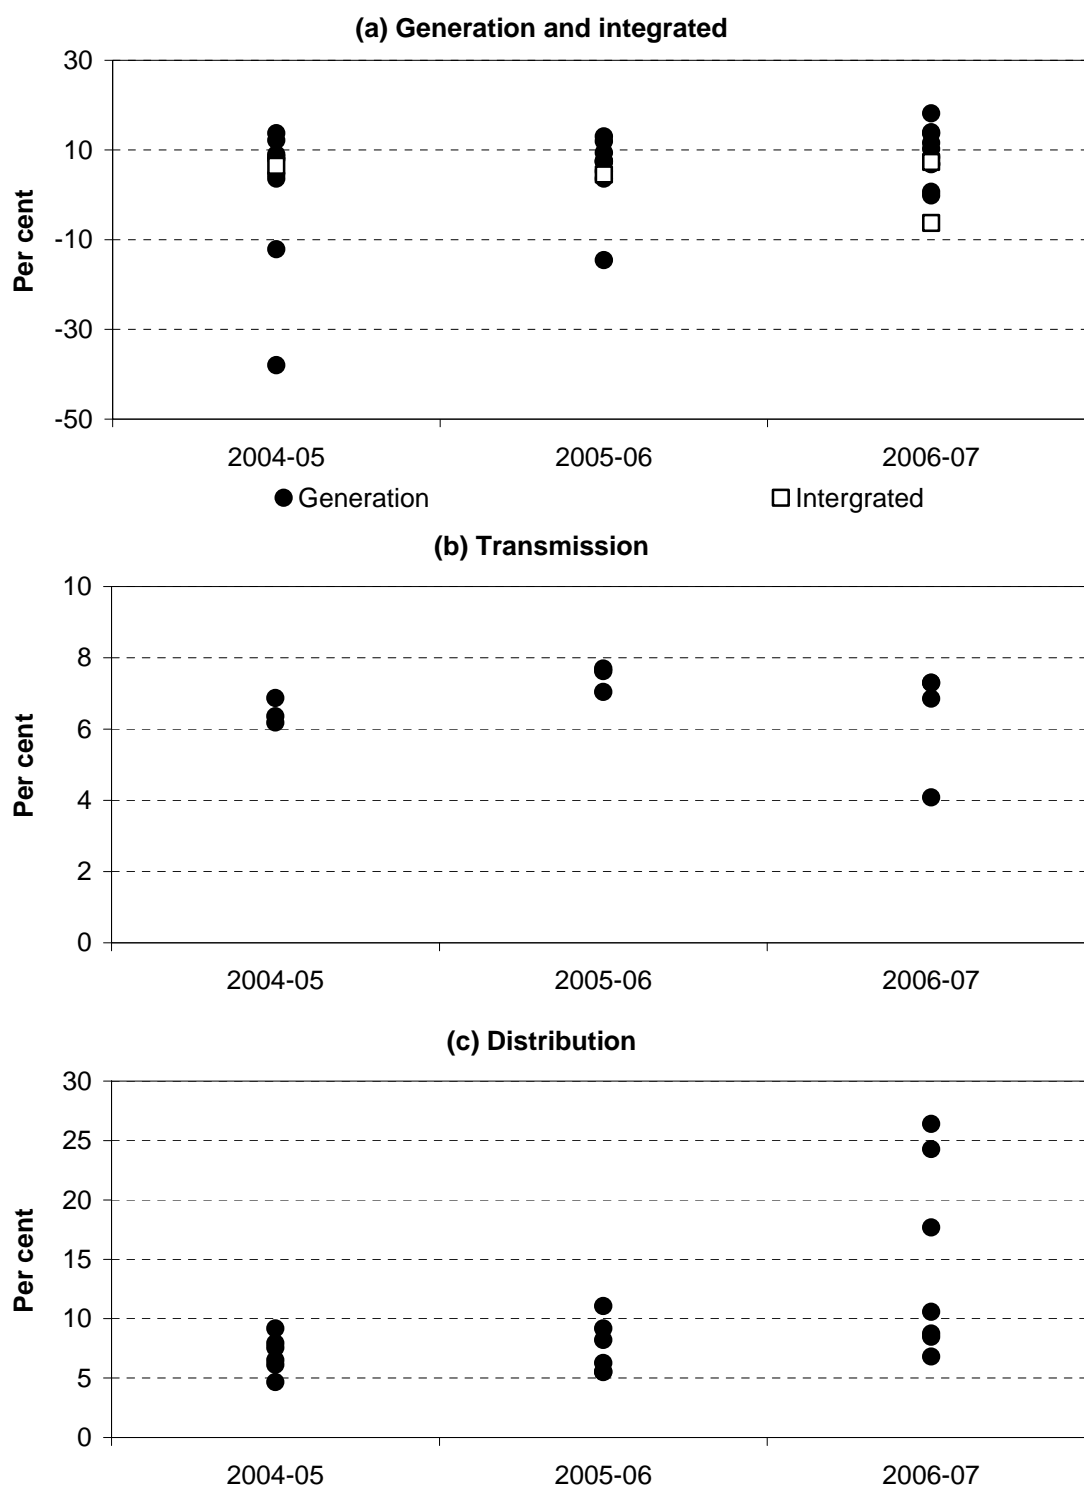 (a) Generation and integrated
30
10
-10
-30
-50
Per cent
2004-05 2005-06 2006-07
Generation Intergrated
(b) Transmission
10
8
6
4
2
0
Per cent
2004-05 2005-06 2006-07
(c) Distribution
30
25
20
15
10
5
0
Per cent
2004-05 2005-06 2006-07